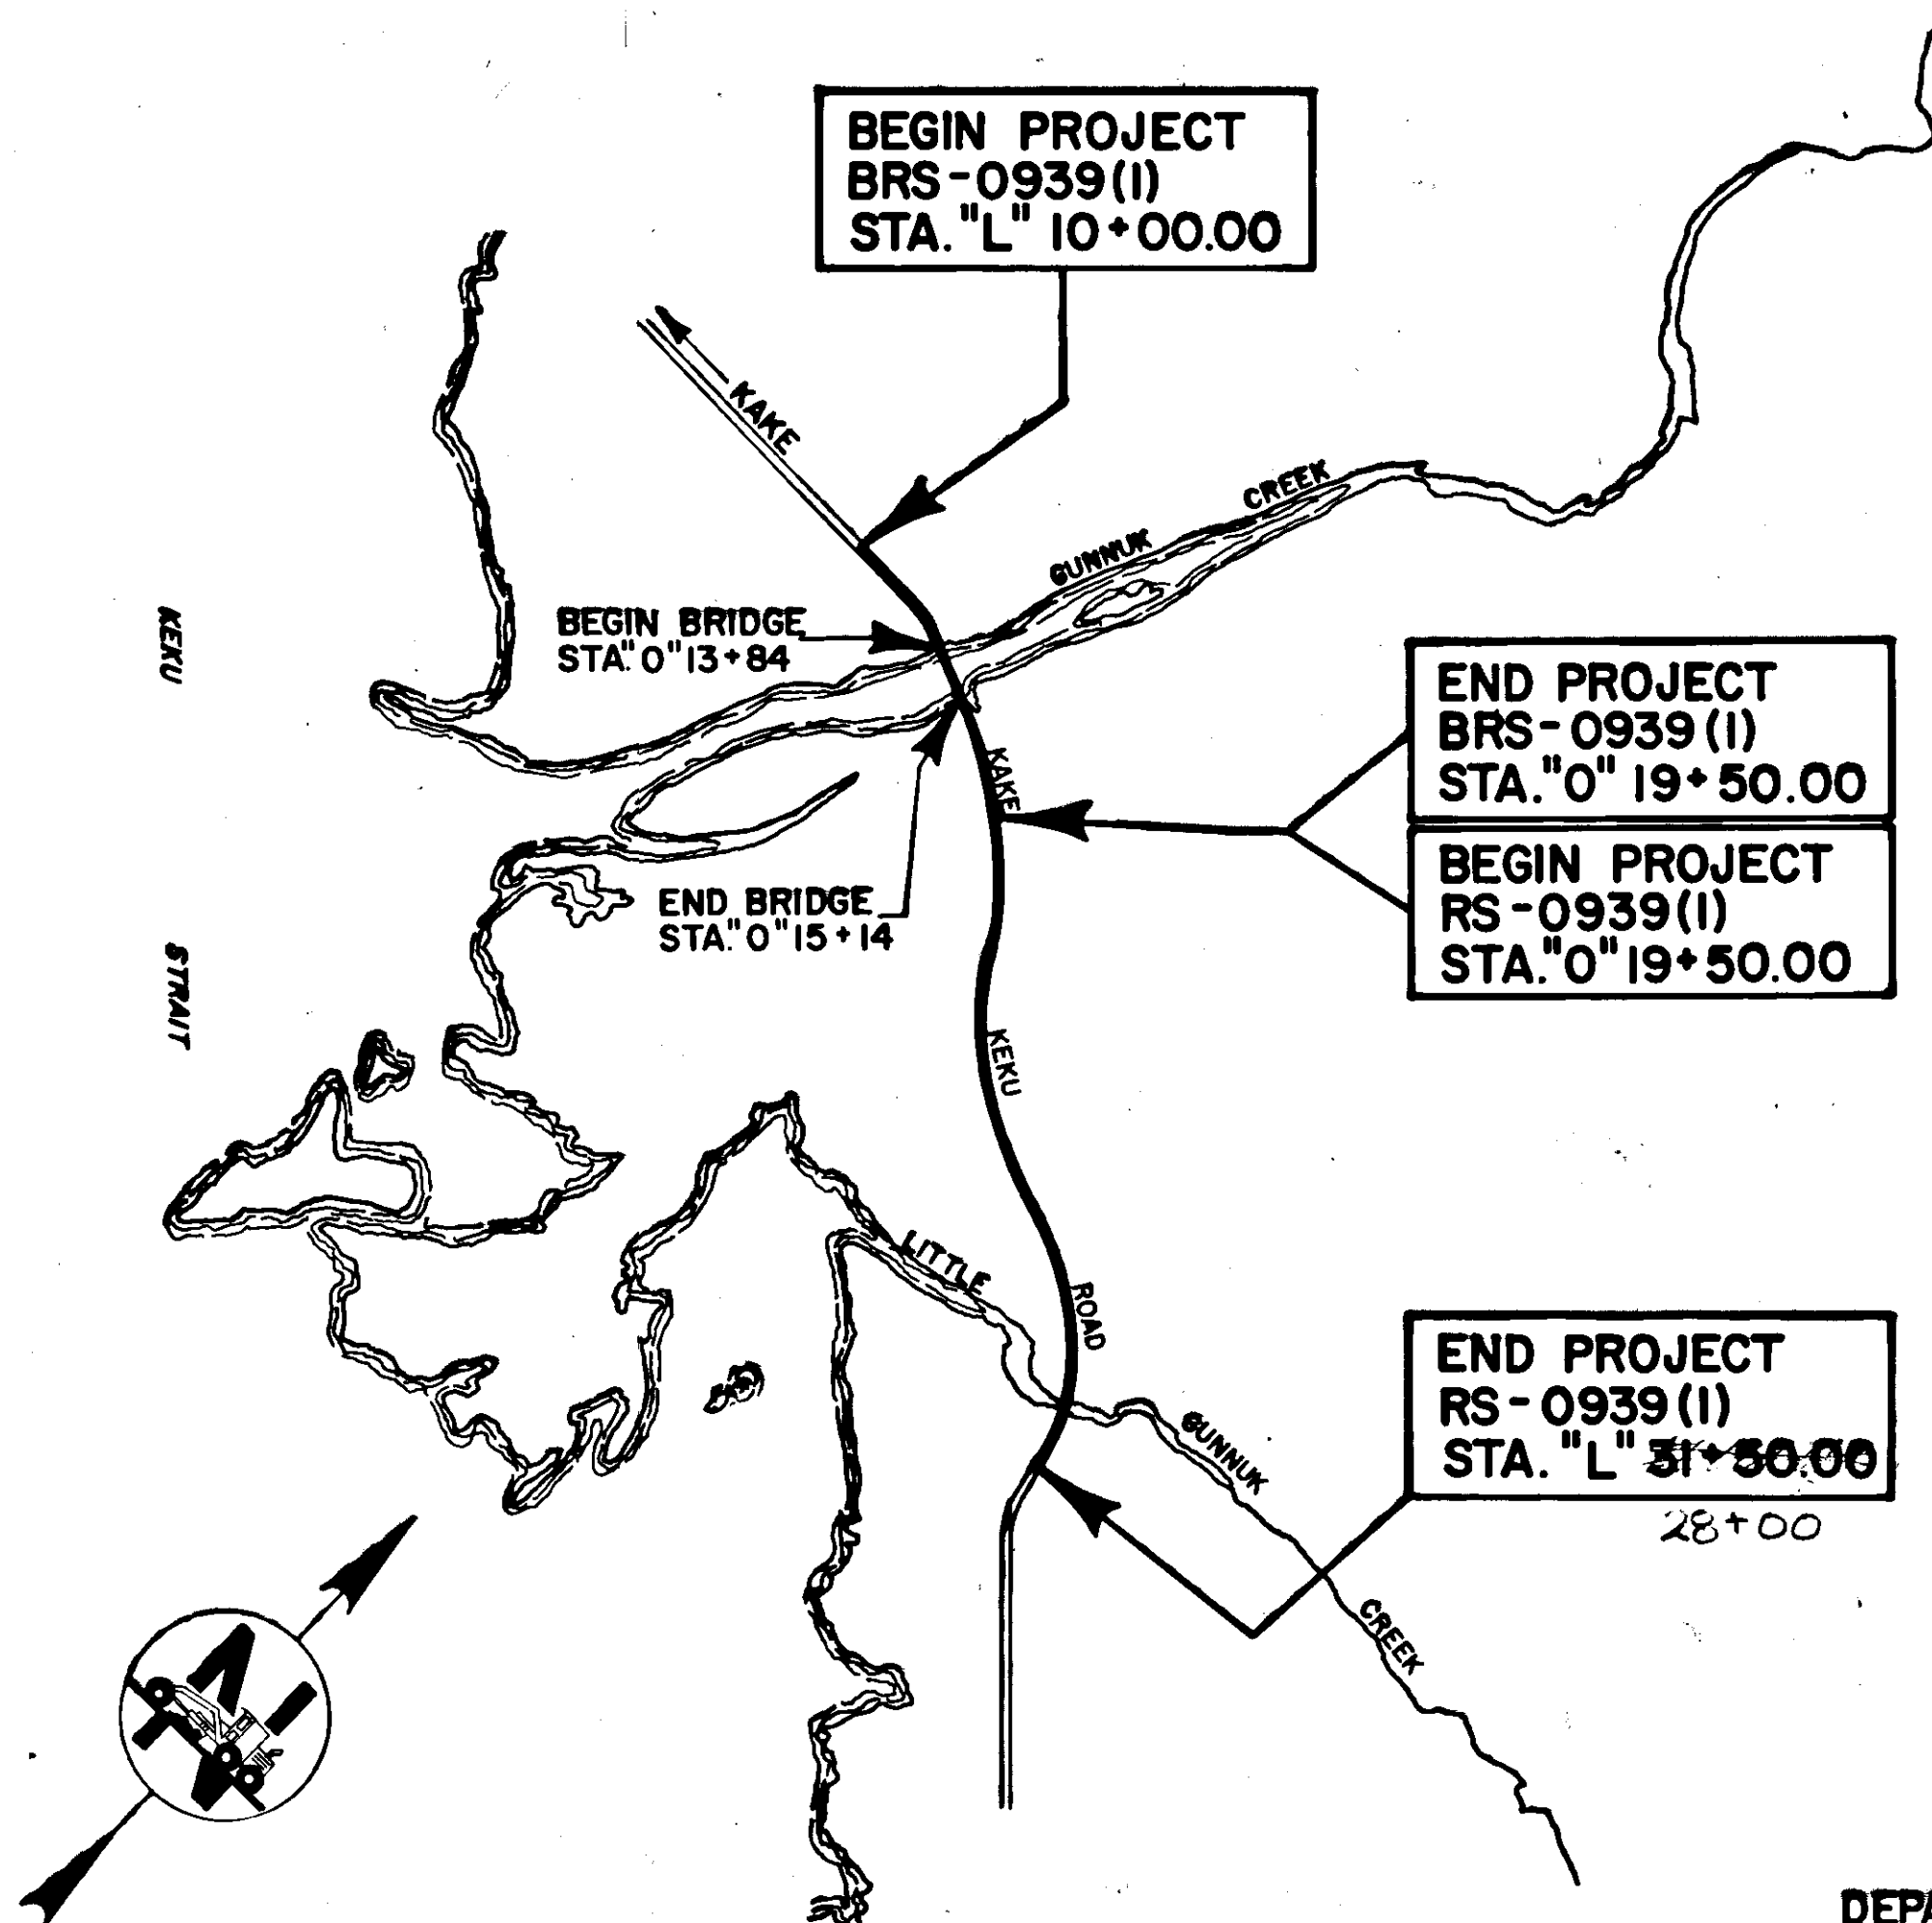 BEGIN PROJECT
BRS-0939(1)
STA. "L" 10+00.00
KAKE
GUNNUK CREEK
BEGIN BRIDGE
STA. "O" 13+84
KEKU STRAIT
END PROJECT
BRS-0939(1)
STA. "O" 19+50.00
BEGIN PROJECT
RS-0939(1)
STA. "O" 19+50.00
END BRIDGE
STA. "O" 15+14
KAKE KEKU ROAD
LITTLE GUNNUK CREEK
END PROJECT
RS-0939(1)
STA. "L" 31+50.00
28+00
N
DEPA